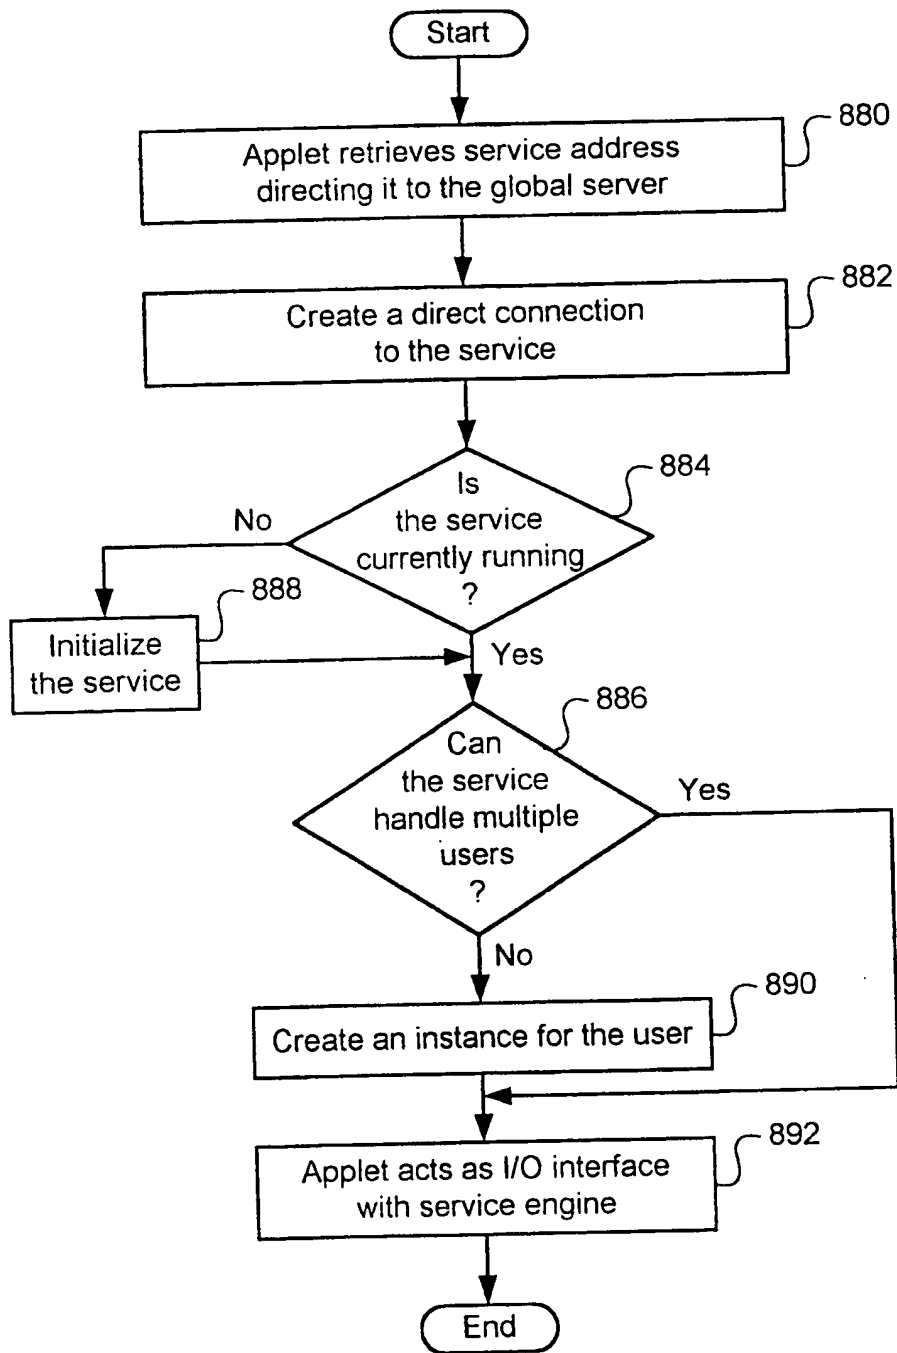 Start
880
Applet retrieves service address
directing it to the global server
882
Create a direct connection
to the service
884
Is
the service
currently running
?
No
888
Initialize
the service
Yes
886
Can
the service
handle multiple
users
?
Yes
No
890
Create an instance for the user
892
Applet acts as I/O interface
with service engine
End